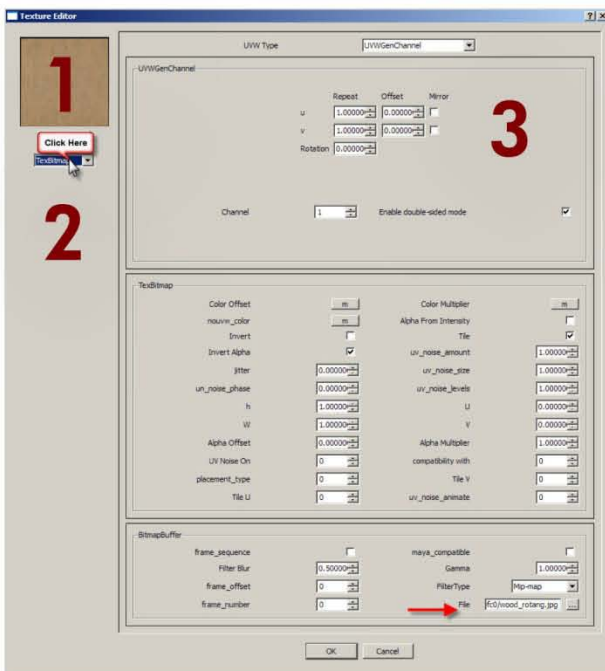 Texture Editor
1
Click Here
TexBitmap
2
UVW Type UVWGenChannel
UVWGenChannel
Repeat Offset Mirror
u 1.00000 0.00000
v 1.00000 0.00000
Rotation 0.00000
3
Channel 1 Enable double-sided mode
TexBitmap
Color Offset m Color Multiplier m
nouvw_color m Alpha From Intensity
Invert Tile
Invert Alpha uv_noise_amount 1.00000
jitter 0.00000 uv_noise_size 1.00000
un_noise_phase 0.00000 uv_noise_levels 1.00000
h 1.00000 U 0.00000
W 1.00000 V 0.00000
Alpha Offset 0.00000 Alpha Multiplier 1.00000
UV Noise On 0 compatibility with 0
placement_type 0 Tile V 0
Tile U 0 uv_noise_animate 0
BitmapBuffer
frame_sequence maya_compatible
Filter Blur 0.50000 Gamma 1.00000
frame_offset 0 FilterType Mip-map
frame_number 0 File fc0/wood_rotang.jpg ...
OK Cancel